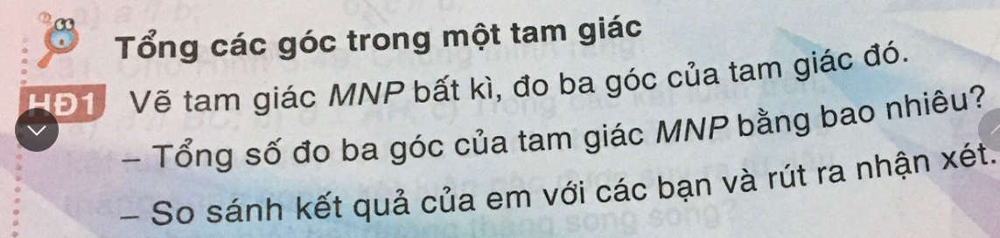 Tổng các góc trong một tam giác
HĐ1 Vẽ tam giác MNP bất kì, đo ba góc của tam giác đó.
– Tổng số đo ba góc của tam giác MNP bằng bao nhiêu?
– So sánh kết quả của em với các bạn và rút ra nhận xét.